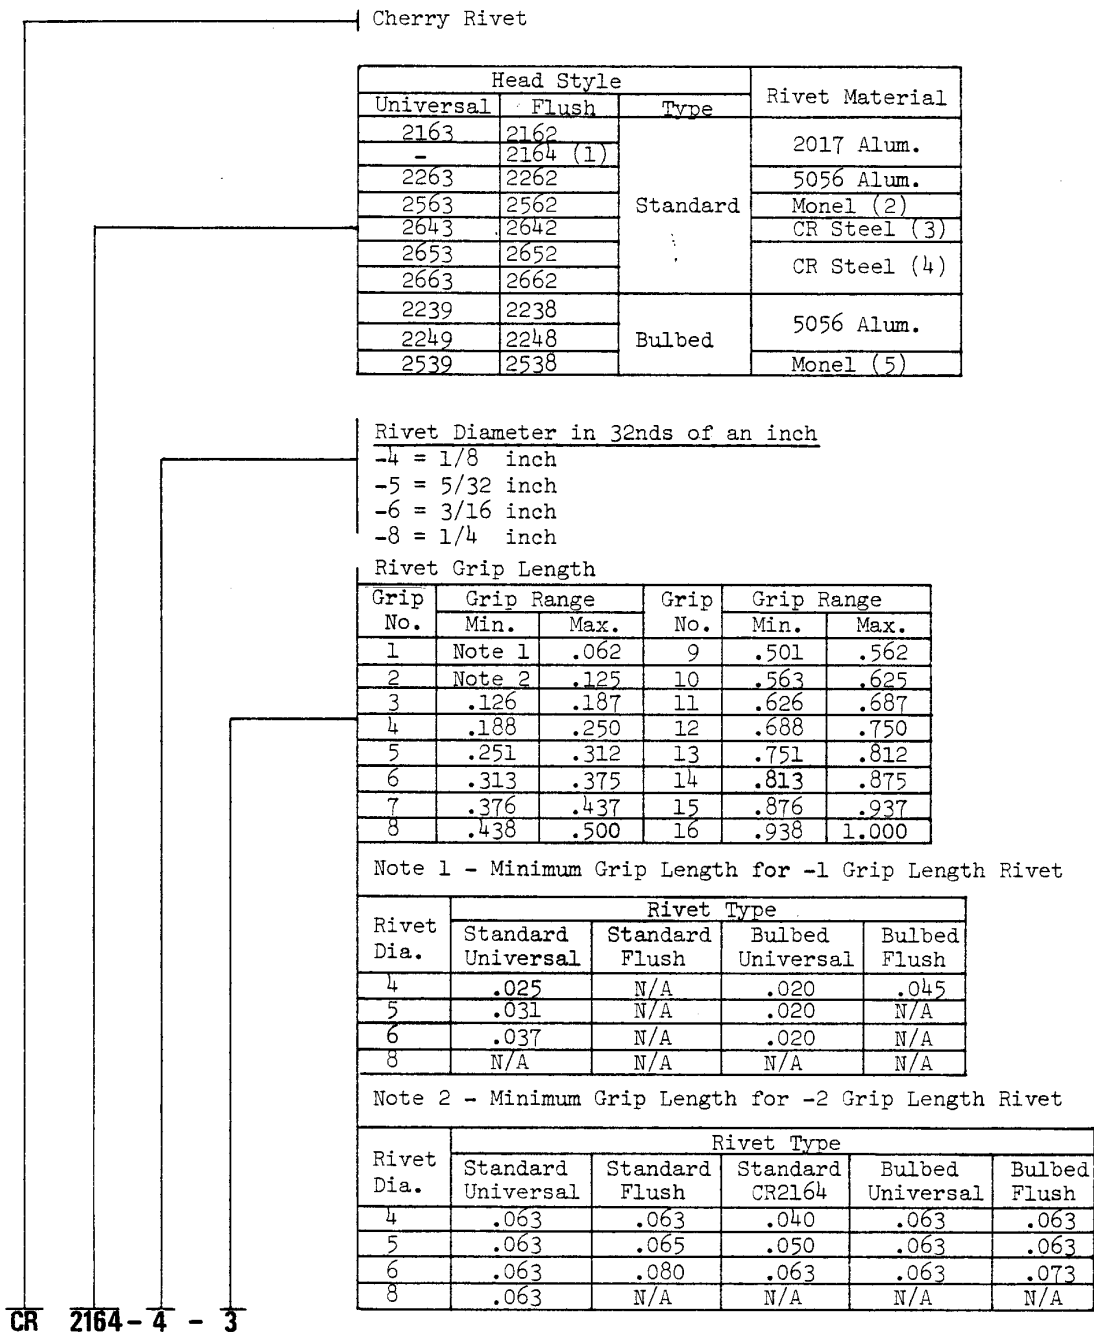 Cherry Rivet
Head Style Rivet Material
Universal Flush Type
2163 2162 Standard 2017 Alum.
- 2164 (1)
2263 2262 5056 Alum.
2563 2562 Monel (2)
2643 2642 CR Steel (3)
2653 2652 CR Steel (4)
2663 2662
2239 2238 Bulbed 5056 Alum.
2249 2248
2539 2538 Monel (5)
Rivet Diameter in 32nds of an inch
-4 = 1/8 inch
-5 = 5/32 inch
-6 = 3/16 inch
-8 = 1/4 inch
Rivet Grip Length
Grip No. Grip Range Grip No. Grip Range
Min. Max. Min. Max.
1 Note 1 .062 9 .501 .562
2 Note 2 .125 10 .563 .625
3 .126 .187 11 .626 .687
4 .188 .250 12 .688 .750
5 .251 .312 13 .751 .812
6 .313 .375 14 .813 .875
7 .376 .437 15 .876 .937
8 .438 .500 16 .938 1.000
Note 1 - Minimum Grip Length for -1 Grip Length Rivet
Rivet Dia. Rivet Type
Standard Universal Standard Flush Bulbed Universal Bulbed Flush
4 .025 N/A .020 .045
5 .031 N/A .020 N/A
6 .037 N/A .020 N/A
8 N/A N/A N/A N/A
Note 2 - Minimum Grip Length for -2 Grip Length Rivet
Rivet Dia. Rivet Type
Standard Universal Standard Flush Standard CR2164 Bulbed Universal Bulbed Flush
4 .063 .063 .040 .063 .063
5 .063 .065 .050 .063 .063
6 .063 .080 .063 .063 .073
8 .063 N/A N/A N/A N/A
CR 2164 - 4 - 3